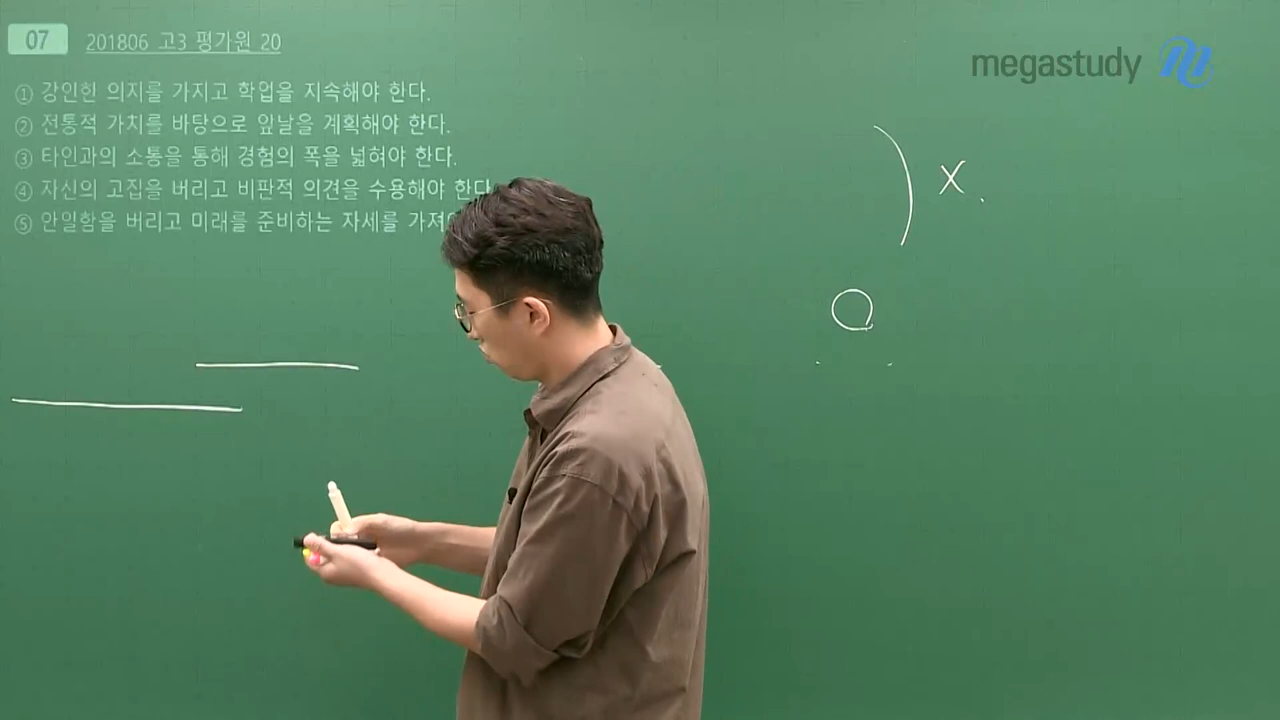 07 201806 고3 평가원 20
megastudy
① 강인한 의지를 가지고 학업을 지속해야 한다.
② 전통적 가치를 바탕으로 앞날을 계획해야 한다.
③ 타인과의 소통을 통해 경험의 폭을 넓혀야 한다.
④ 자신의 고집을 버리고 비판적 의견을 수용해야 한다
⑤ 안일함을 버리고 미래를 준비하는 자세를 가져
X